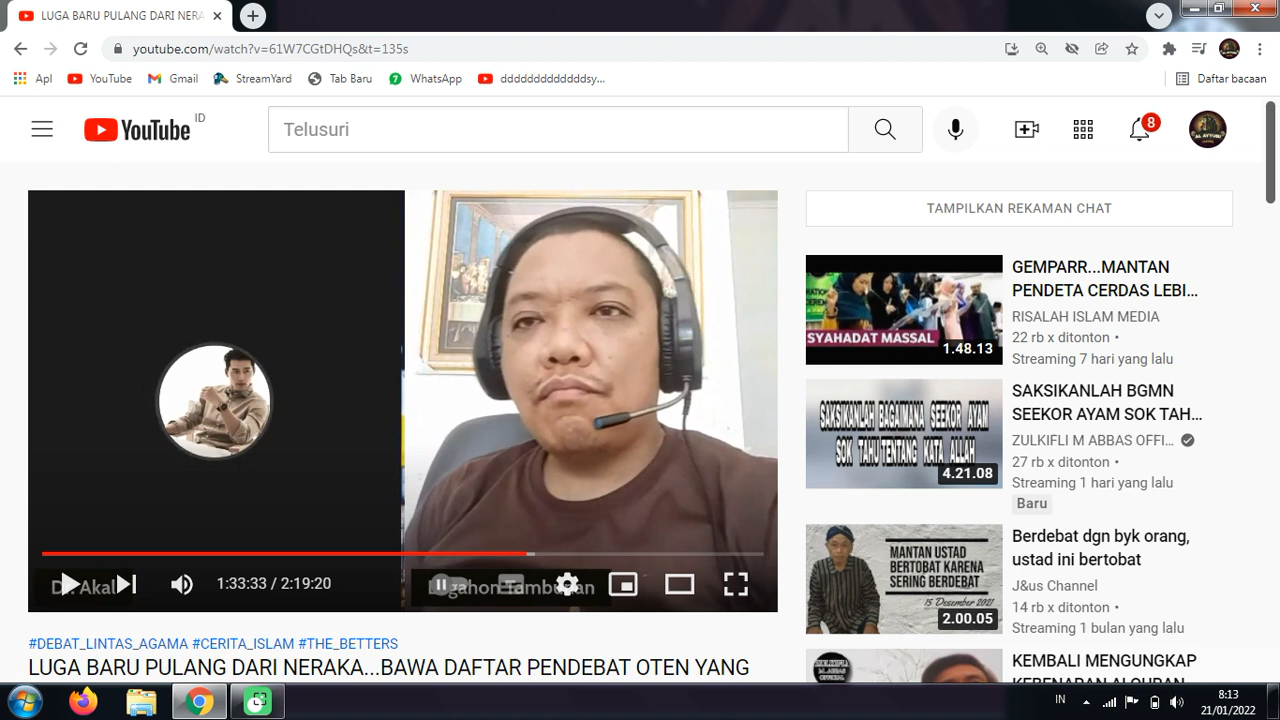 LUGA BARU PULANG DARI NERA
youtube.com/watch?v=61W7CGtDHQs&t=135s
Apl
YouTube
Gmail
StreamYard
Tab Baru
WhatsApp
dddddddddddddsy...
Daftar bacaan
YouTube ID
Telusuri
8
TAMPILKAN REKAMAN CHAT
SYAHADAT MASSAL
1.48.13
GEMPARR...MANTAN
PENDETA CERDAS LEBI...
RISALAH ISLAM MEDIA
22 rb x ditonton •
Streaming 7 hari yang lalu
SAKSIKANLAH BAGAIMANA SEEKOR AYAM
SOK TAHU TENTANG KATA ALLAH
4.21.08
SAKSIKANLAH BGMN
SEEKOR AYAM SOK TAH...
ZULKIFLI M ABBAS OFFI...
27 rb x ditonton •
Streaming 1 hari yang lalu
Baru
MANTAN USTAD
BERTOBAT KARENA
SERING BERDEBAT
15 Desember 2021
2.00.05
Berdebat dgn byk orang,
ustad ini bertobat
J&us Channel
14 rb x ditonton •
Streaming 1 bulan yang lalu
KEMBALI MENGUNGKAP
1:33:33 / 2:19:20
#DEBAT_LINTAS_AGAMA #CERITA_ISLAM #THE_BETTERS
LUGA BARU PULANG DARI NERAKA...BAWA DAFTAR PENDEBAT OTEN YANG
IN
8:13
21/01/2022